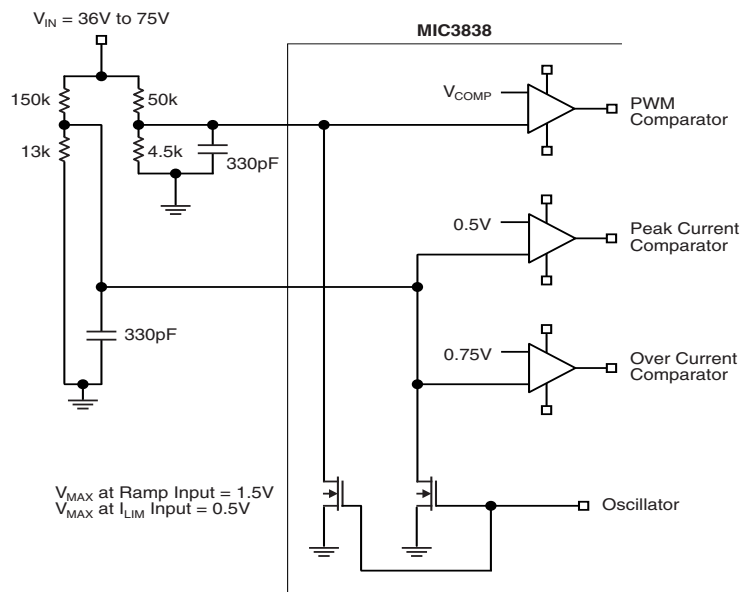 V_IN = 36V to 75V
MIC3838
150k
50k
V_COMP
PWM
Comparator
13k
4.5k
330pF
0.5V
Peak Current
Comparator
330pF
0.75V
Over Current
Comparator
V_MAX at Ramp Input = 1.5V
V_MAX at I_LIM Input = 0.5V
Oscillator